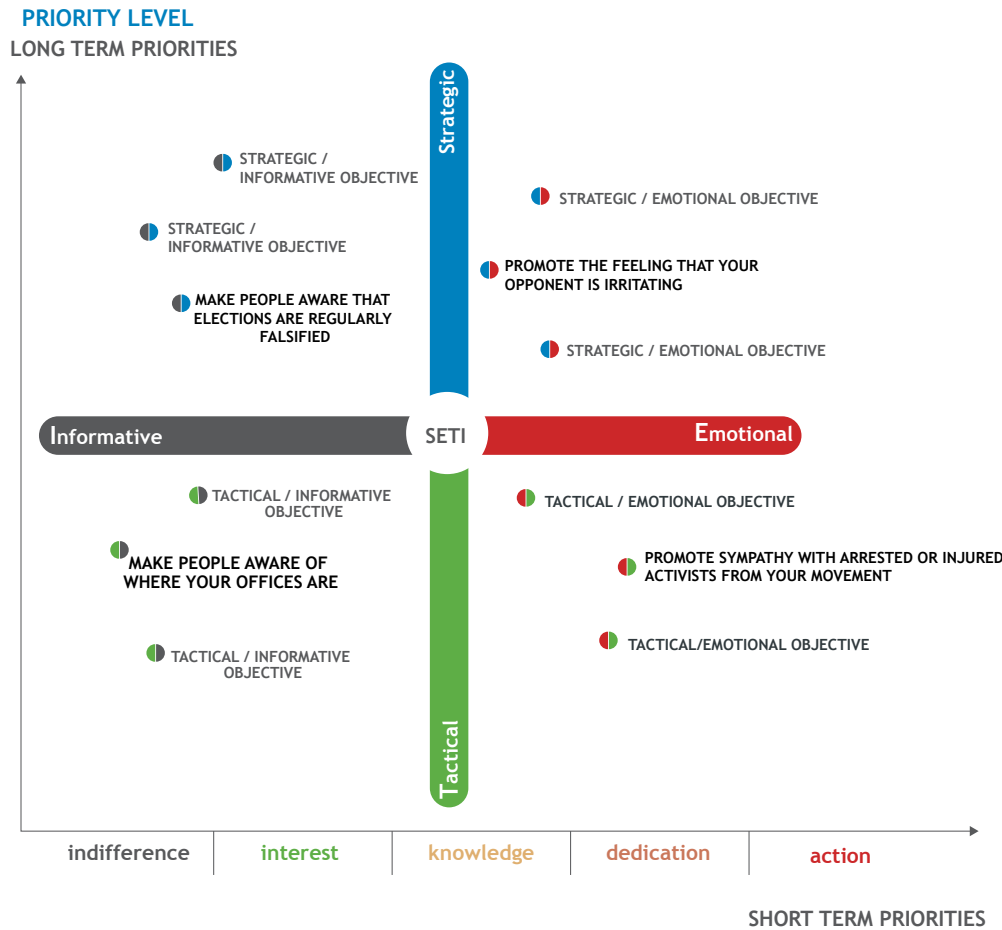 PRIORITY LEVEL
LONG TERM PRIORITIES
Strategic
STRATEGIC /
INFORMATIVE OBJECTIVE
STRATEGIC / EMOTIONAL OBJECTIVE
STRATEGIC /
INFORMATIVE OBJECTIVE
PROMOTE THE FEELING THAT YOUR
OPPONENT IS IRRITATING
MAKE PEOPLE AWARE THAT
ELECTIONS ARE REGULARLY
FALSIFIED
STRATEGIC / EMOTIONAL OBJECTIVE
Informative
SETI
Emotional
TACTICAL / INFORMATIVE
OBJECTIVE
TACTICAL / EMOTIONAL OBJECTIVE
MAKE PEOPLE AWARE OF
WHERE YOUR OFFICES ARE
PROMOTE SYMPATHY WITH ARRESTED OR INJURED
ACTIVISTS FROM YOUR MOVEMENT
TACTICAL / INFORMATIVE
OBJECTIVE
TACTICAL/EMOTIONAL OBJECTIVE
Tactical
indifference
interest
knowledge
dedication
action
SHORT TERM PRIORITIES